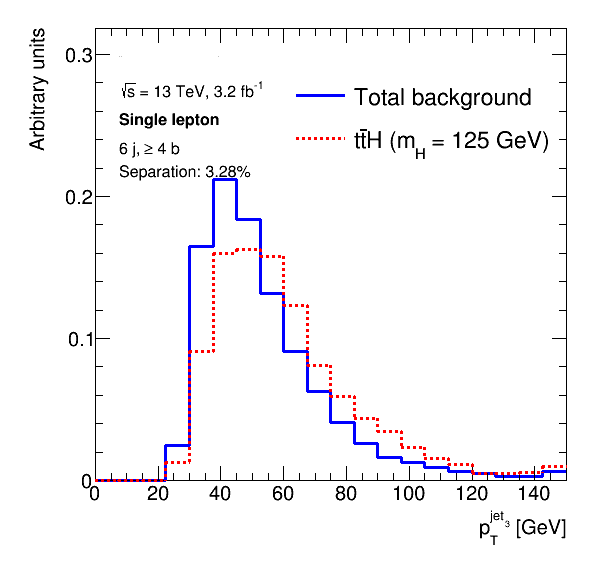 Arbitrary units
0.3
0.2
0.1
0
√s = 13 TeV, 3.2 fb⁻¹
Single lepton
6 j, ≥ 4 b
Separation: 3.28%
Total background
tt̄H (m_H = 125 GeV)
0 20 40 60 80 100 120 140
p_T^jet_3 [GeV]